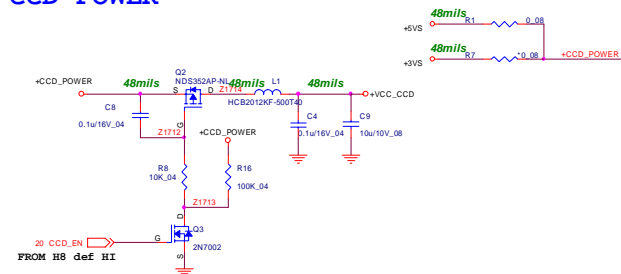 CCD POWER
48mils
+5VS
R1
0_08
48mils
+3VS
R7
*0_08
+CCD_POWER
Q2
NDS352AP-NL
+CCD_POWER
48mils
S
D
48mils
Z1714
L1
HCB2012KF-500T40
48mils
+VCC_CCD
C8
0.1u/16V_04
G
Z1712
+CCD_POWER
C4
0.1u/16V_04
C9
10u/10V_08
R8
10K_04
R16
100K_04
Z1713
D
Q3
20 CCD_EN
G
2N7002
FROM H8 def HI
S